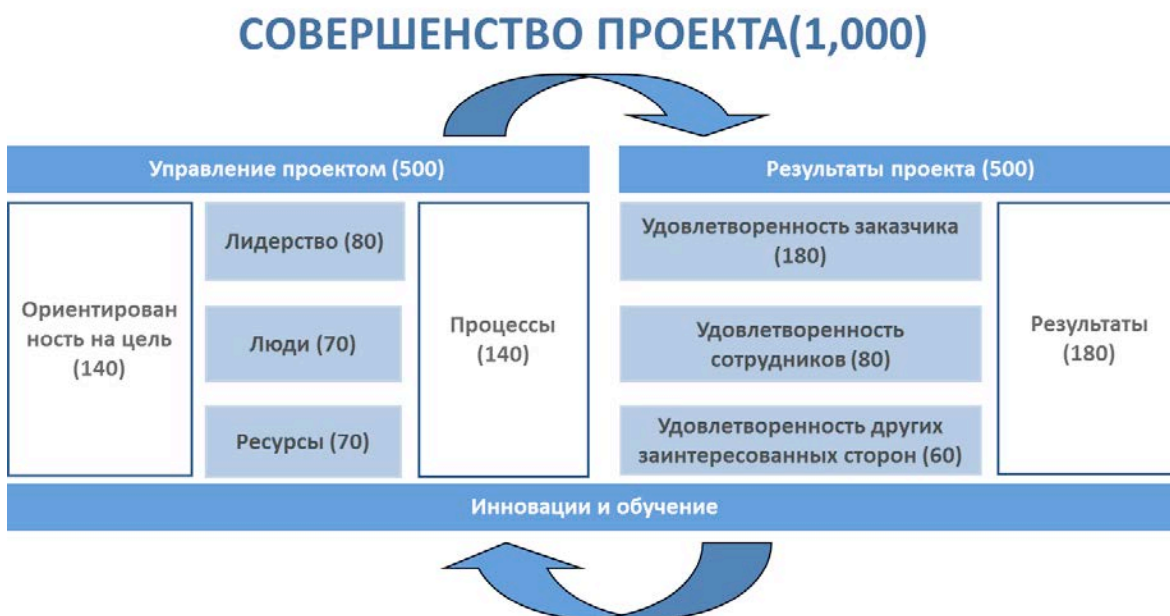 СОВЕРШЕНСТВО ПРОЕКТА(1,000)
Управление проектом (500)
Ориентирован
ность на цель
(140)
Лидерство (80)
Люди (70)
Ресурсы (70)
Процессы
(140)
Результаты проекта (500)
Удовлетворенность заказчика
(180)
Удовлетворенность
сотрудников (80)
Удовлетворенность других
заинтересованных сторон (60)
Результаты
(180)
Инновации и обучение